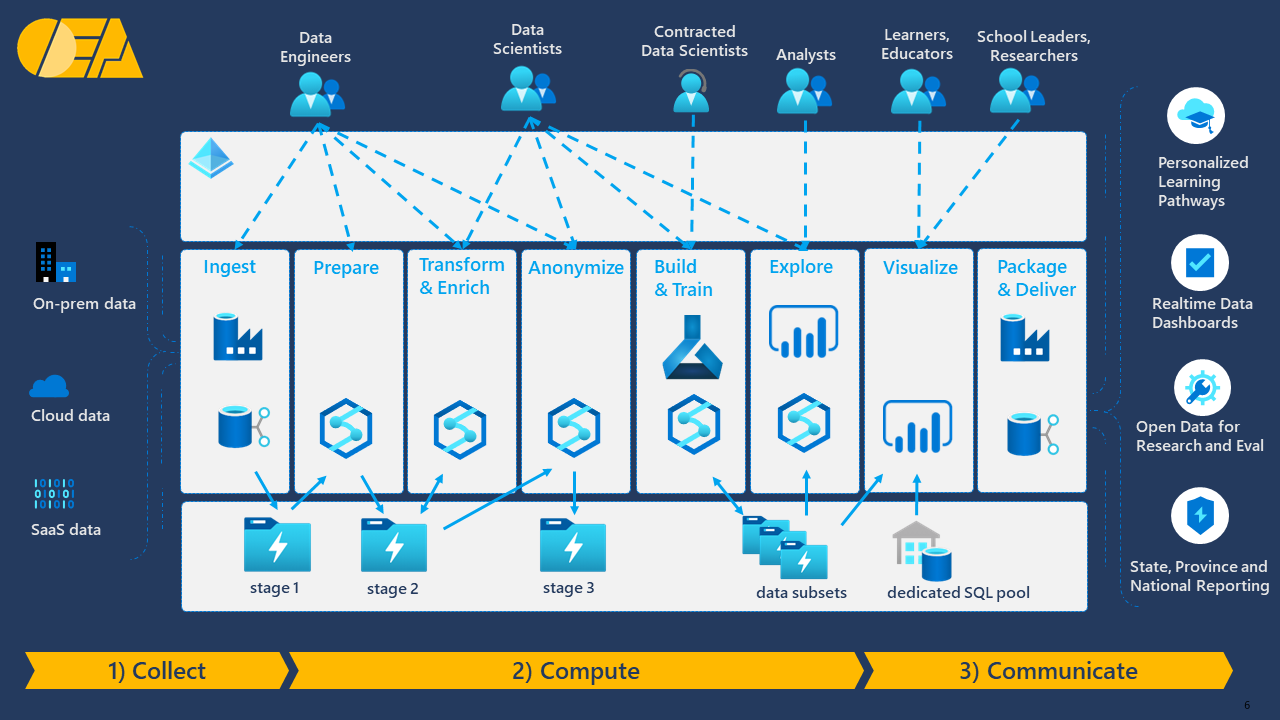 OEA
Data
Engineers
Data
Scientists
Contracted
Data Scientists
Analysts
Learners,
Educators
School Leaders,
Researchers
Personalized
Learning
Pathways
Ingest
Prepare
Transform
& Enrich
Anonymize
Build
& Train
Explore
Visualize
Package
& Deliver
On-prem data
Realtime Data
Dashboards
Cloud data
Open Data for
Research and Eval
SaaS data
stage 1
stage 2
stage 3
data subsets
dedicated SQL pool
State, Province and
National Reporting
1) Collect
2) Compute
3) Communicate
6